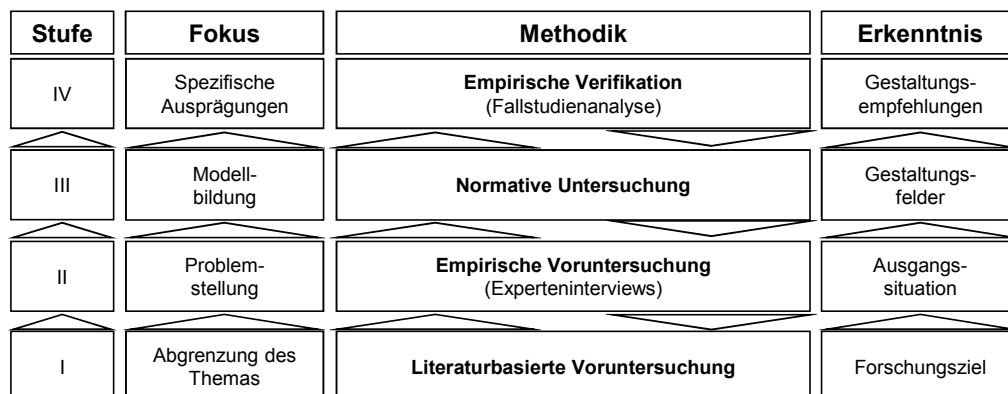 Stufe Fokus Methodik Erkenntnis
IV
Spezifische
Ausprägungen
Empirische Verifikation
(Fallstudienanalyse)
Gestaltungs-
empfehlungen
III
Modell-
bildung
Normative Untersuchung
Gestaltungs-
felder
II
Problem-
stellung
Empirische Voruntersuchung
(Experteninterviews)
Ausgangs-
situation
I
Abgrenzung des
Themas
Literaturbasierte Voruntersuchung
Forschungsziel